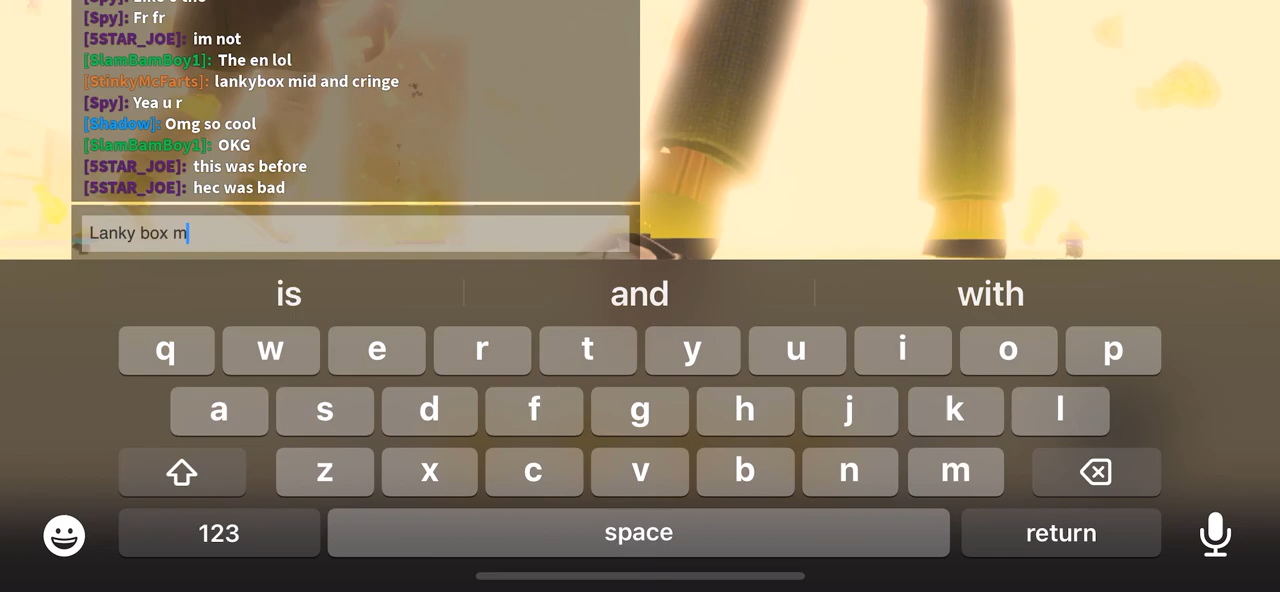 [Spy]: Fr fr
[5STAR_JOE]: im not
[SlamBamBoy1]: The en lol
[StinkyMcFarts]: lankybox mid and cringe
[Spy]: Yea u r
[Shadow]: Omg so cool
[SlamBamBoy1]: OKG
[5STAR_JOE]: this was before
[5STAR_JOE]: hec was bad
Lanky box m
is and with
q w e r t y u i o p
a s d f g h j k l
z x c v b n m
123 space return